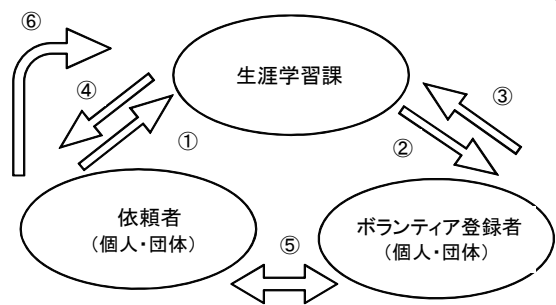 ⑥
生涯学習課
④
③
①
②
依頼者
（個人・団体）
⑤
ボランティア登録者
（個人・団体）